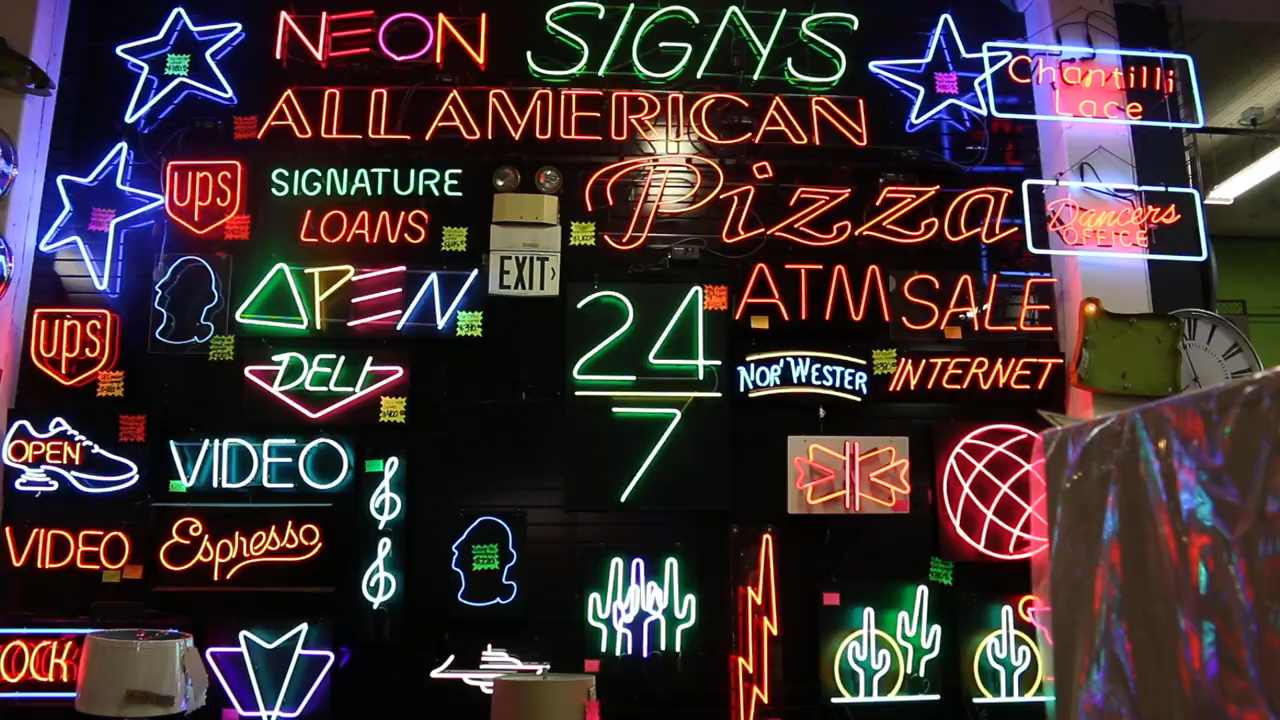 NEON SIGNS
ALL AMERICAN
Chantilli
Lace
ups
SIGNATURE
LOANS
Pizza
Dancers
OFFICE
EXIT
OPEN
24
7
ATM
SALE
ups
DELI
NOR'WESTER
INTERNET
OPEN
VIDEO
VIDEO
Espresso
OCK